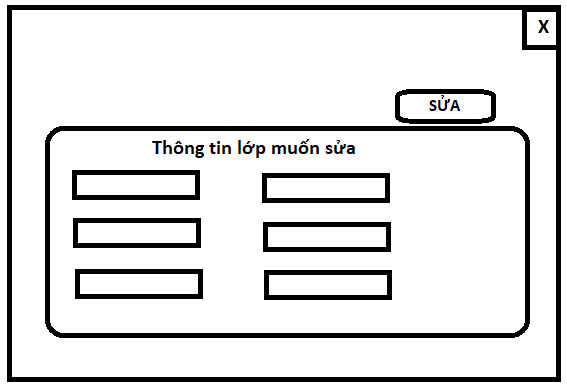 X
SỬA
Thông tin lớp muốn sửa